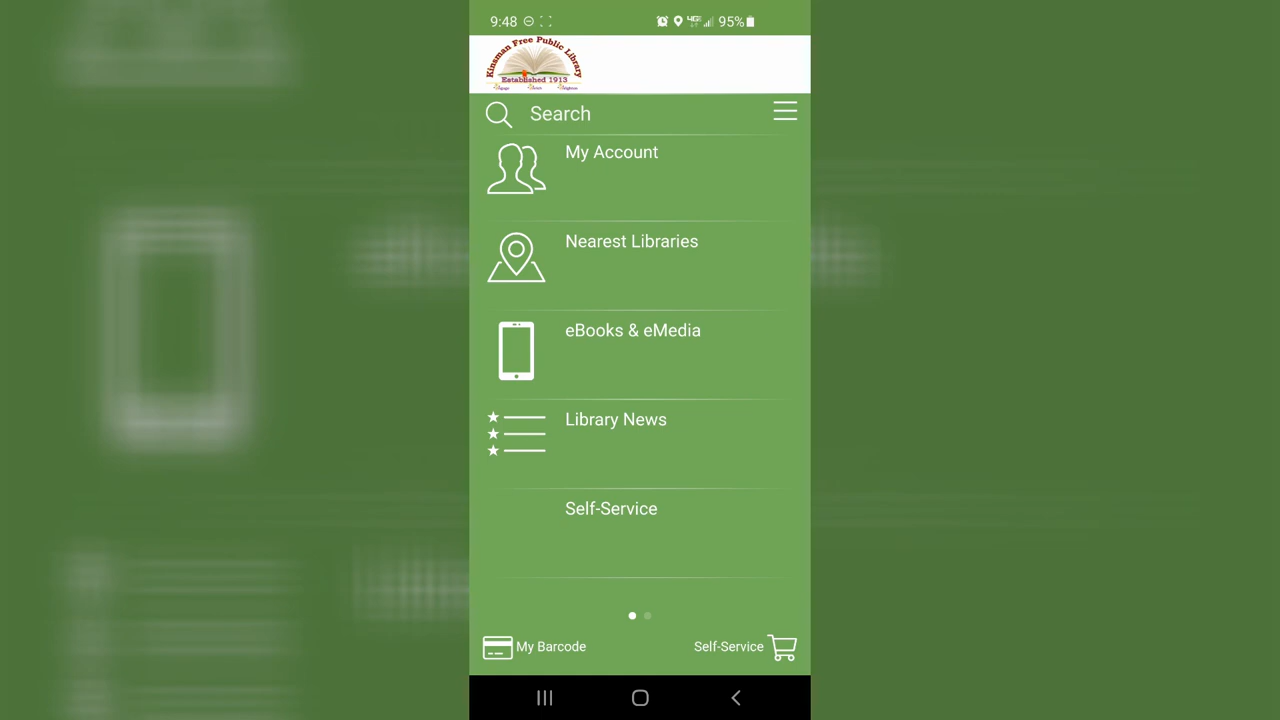 9:48
4G
95%
Kinsman Free Public Library
Established 1913
Search
My Account
Nearest Libraries
eBooks & eMedia
Library News
Self-Service
My Barcode
Self-Service